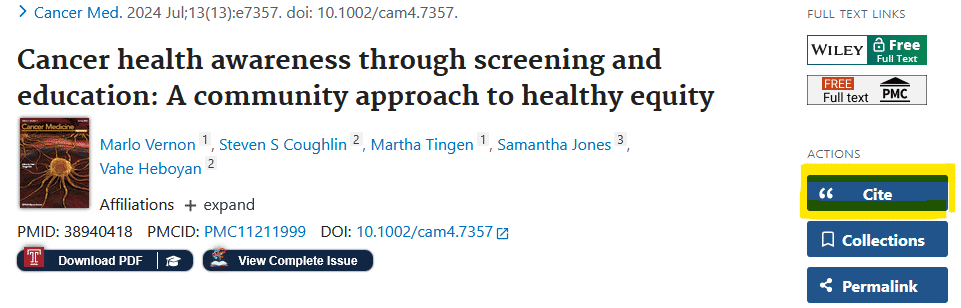 Cancer Med. 2024 Jul;13(13):e7357. doi: 10.1002/cam4.7357.
Cancer health awareness through screening and
education: A community approach to healthy equity
Cancer Medicine
Marlo Vernon 1, Steven S Coughlin 2, Martha Tingen 1, Samantha Jones 3,
Vahe Heboyan 2
Affiliations + expand
PMID: 38940418 PMCID: PMC11211999 DOI: 10.1002/cam4.7357
Download PDF
View Complete Issue
FULL TEXT LINKS
WILEY Free
Full Text
FREE
Full text PMC
ACTIONS
Cite
Collections
Permalink